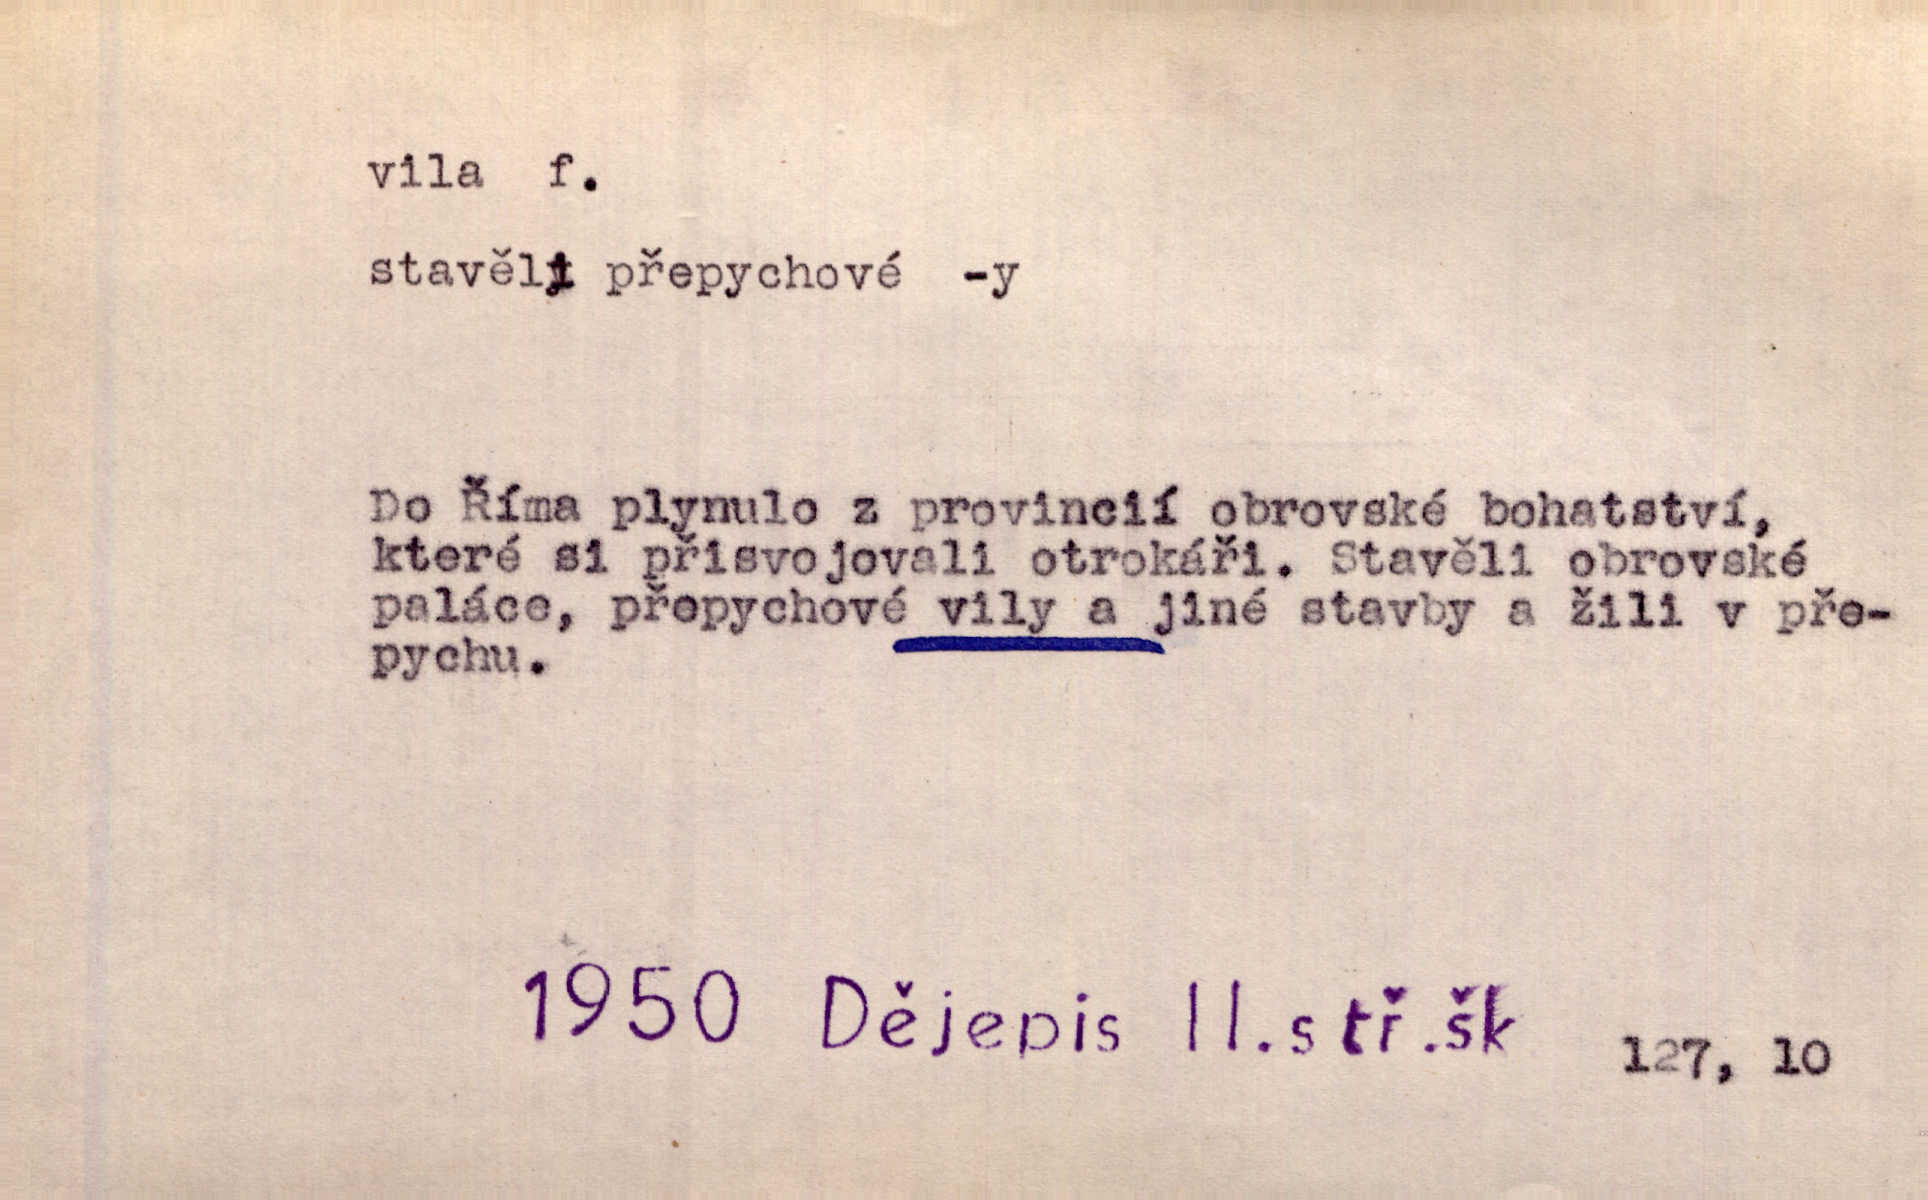 vila f.
stavěli přepychové -y
Do Říma plynulo z provincií obrovské bohatství,
které si přisvojovali otrokáři. Stavěli obrovské
paláce, přepychové vily a jiné stavby a žili v pře-
pychu.
1950 Dějepis II.stř.šk
127, 10